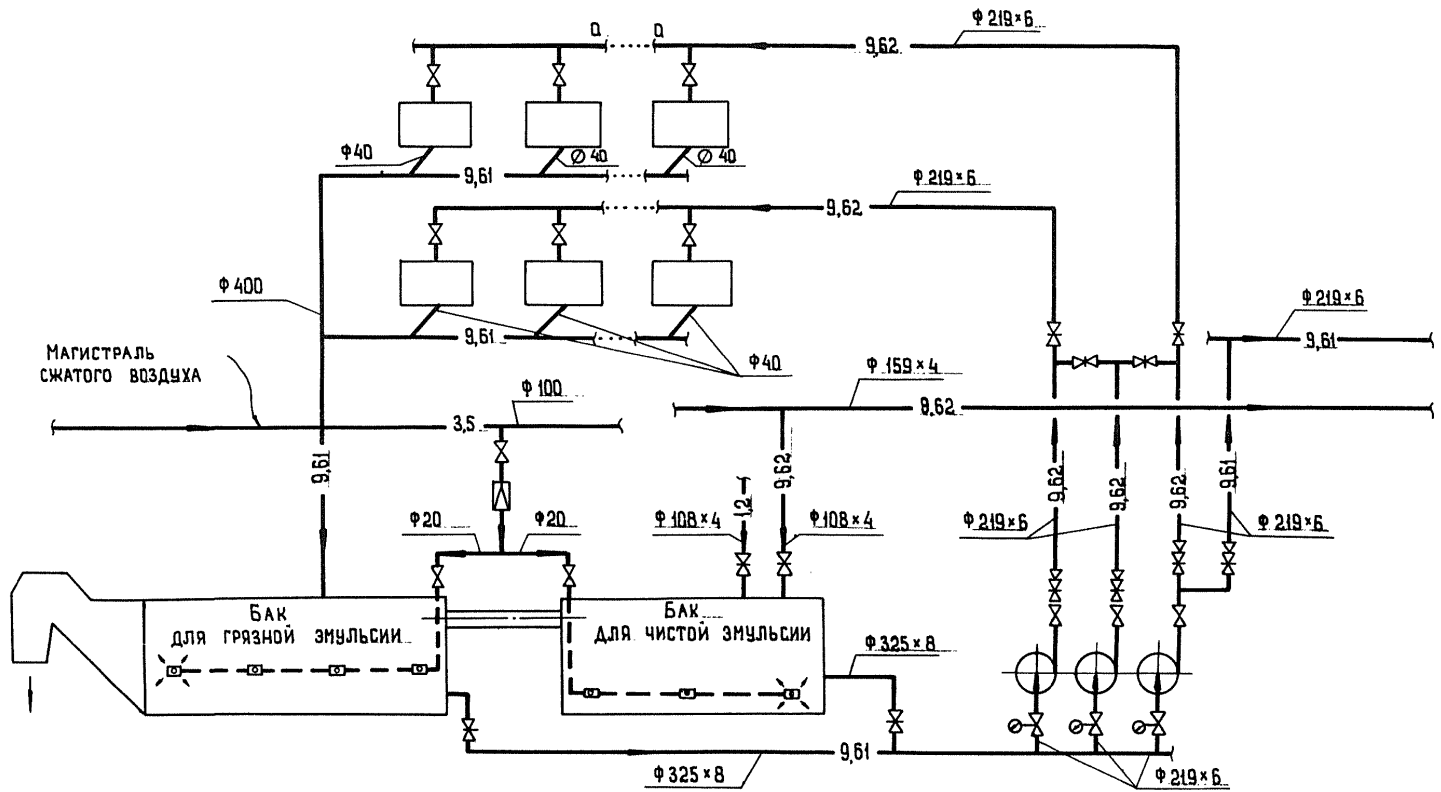 Ф 219×6
a a
9,62
Ф40
Ø 40
Ø 40
9,61
Ф 219×6
9,62
Ф 400
Ф 219×6
9,61
9,61
Магистраль
сжатого воздуха
Ф40
Ф 159×4
Ф 100
9,62
3,5
9,61
9,62
1,2
9,62
9,62
9,62
9,61
Ф20
Ф20
Ф 108×4
Ф108×4
Ф 219×6
Ф 219×6
Бак
для грязной эмульсии
Бак
для чистой эмульсии
Ф325×8
9,61
Ф325×8
Ф 219×6